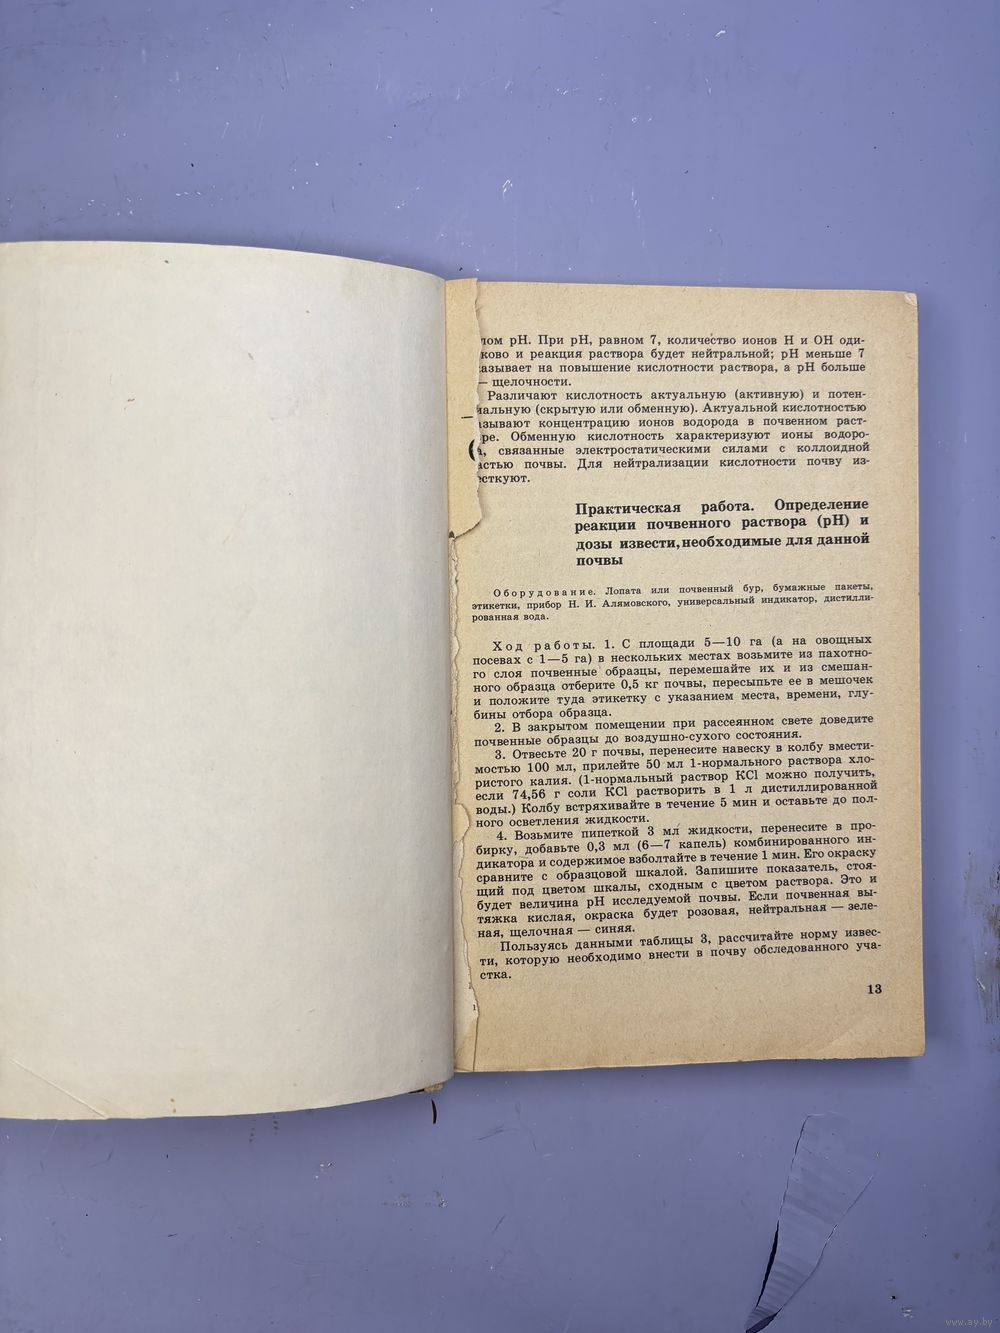 лом pH. При pH, равном 7, количество ионов H и OH оди-
ково и реакция раствора будет нейтральной; pH меньше 7
азывает на повышение кислотности раствора, а pH больше
— щелочности.
Различают кислотность актуальную (активную) и потен-
иальную (скрытую или обменную). Актуальной кислотностью
азывают концентрацию ионов водорода в почвенном раст-
ре. Обменную кислотность характеризуют ионы водоро-
а, связанные электростатическими силами с коллоидной
астью почвы. Для нейтрализации кислотности почву из-
есткуют.
Практическая работа. Определение
реакции почвенного раствора (pH) и
дозы извести, необходимые для данной
почвы
Оборудование. Лопата или почвенный бур, бумажные пакеты,
этикетки, прибор Н. И. Алямовского, универсальный индикатор, дистилли-
рованная вода.
Ход работы. 1. С площади 5—10 га (а на овощных
посевах с 1—5 га) в нескольких местах возьмите из пахотно-
го слоя почвенные образцы, перемешайте их и из смешан-
ного образца отберите 0,5 кг почвы, пересыпьте ее в мешочек
и положите туда этикетку с указанием места, времени, глу-
бины отбора образца.
2. В закрытом помещении при рассеянном свете доведите
почвенные образцы до воздушно-сухого состояния.
3. Отвесьте 20 г почвы, перенесите навеску в колбу вмести-
мостью 100 мл, прилейте 50 мл 1-нормального раствора хло-
ристого калия. (1-нормальный раствор KCl можно получить,
если 74,56 г соли KCl растворить в 1 л дистиллированной
воды.) Колбу встряхивайте в течение 5 мин и оставьте до пол-
ного осветления жидкости.
4. Возьмите пипеткой 3 мл жидкости, перенесите в про-
бирку, добавьте 0,3 мл (6—7 капель) комбинированного ин-
дикатора и содержимое взболтайте в течение 1 мин. Его окраску
сравните с образцовой шкалой. Запишите показатель, стоя-
щий под цветом шкалы, сходным с цветом раствора. Это и
будет величина pH исследуемой почвы. Если почвенная вы-
тяжка кислая, окраска будет розовая, нейтральная — зеле-
ная, щелочная — синяя.
Пользуясь данными таблицы 3, рассчитайте норму извес-
ти, которую необходимо внести в почву обследованного уча-
стка.
13
www.ay.by